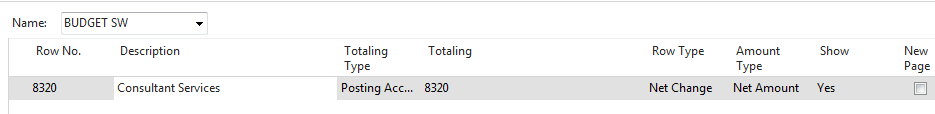 Name: BUDGET SW
Row No. Description Totaling Type Totaling Row Type Amount Type Show New Page
8320 Consultant Services Posting Acc... 8320 Net Change Net Amount Yes